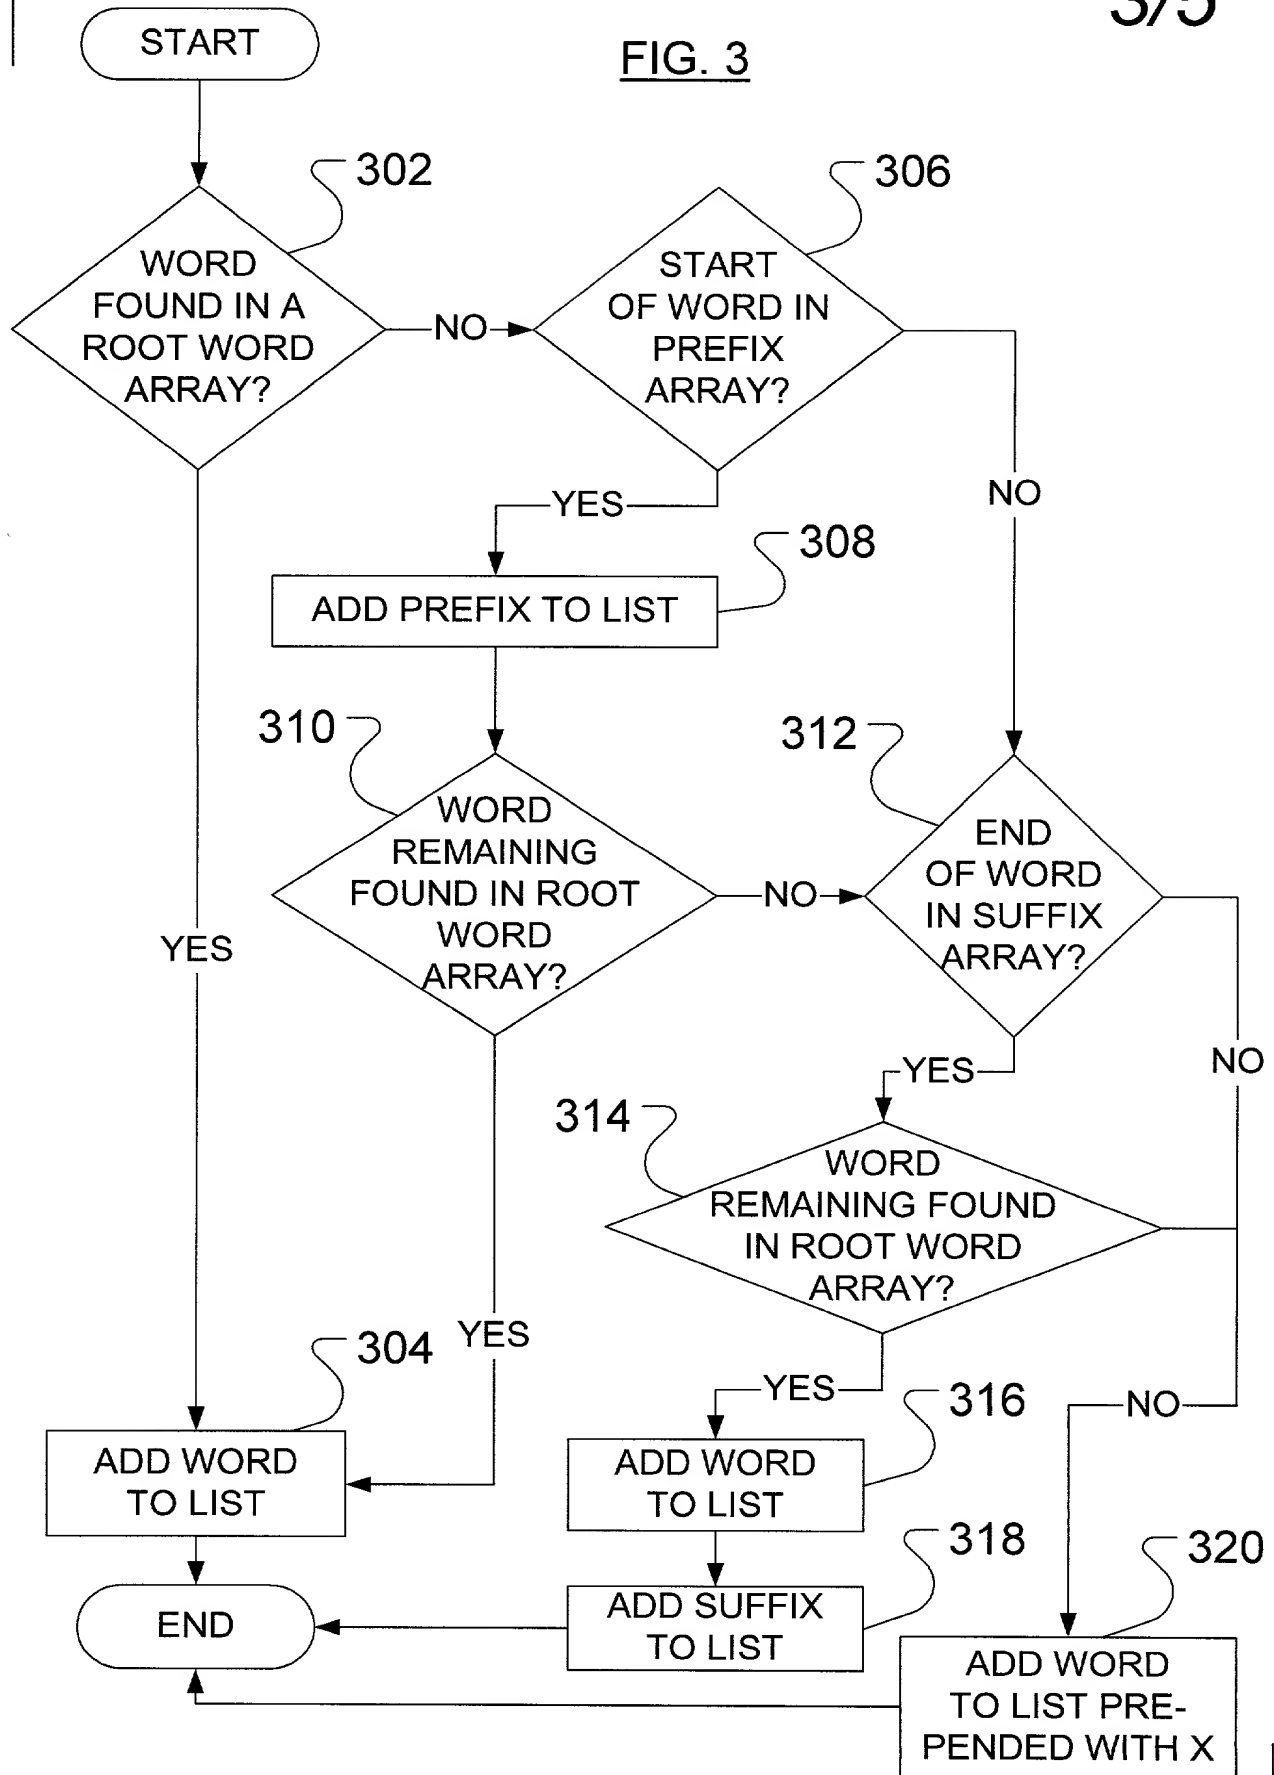 3/5
START
FIG. 3
302
306
WORD
FOUND IN A
ROOT WORD
ARRAY?
NO
START
OF WORD IN
PREFIX
ARRAY?
NO
YES
308
ADD PREFIX TO LIST
310
312
WORD
REMAINING
FOUND IN ROOT
WORD
ARRAY?
NO
END
OF WORD
IN SUFFIX
ARRAY?
YES
NO
YES
314
WORD
REMAINING FOUND
IN ROOT WORD
ARRAY?
YES
304
YES
316
NO
ADD WORD
TO LIST
ADD WORD
TO LIST
318
320
END
ADD SUFFIX
TO LIST
ADD WORD
TO LIST PRE-
PENDED WITH X